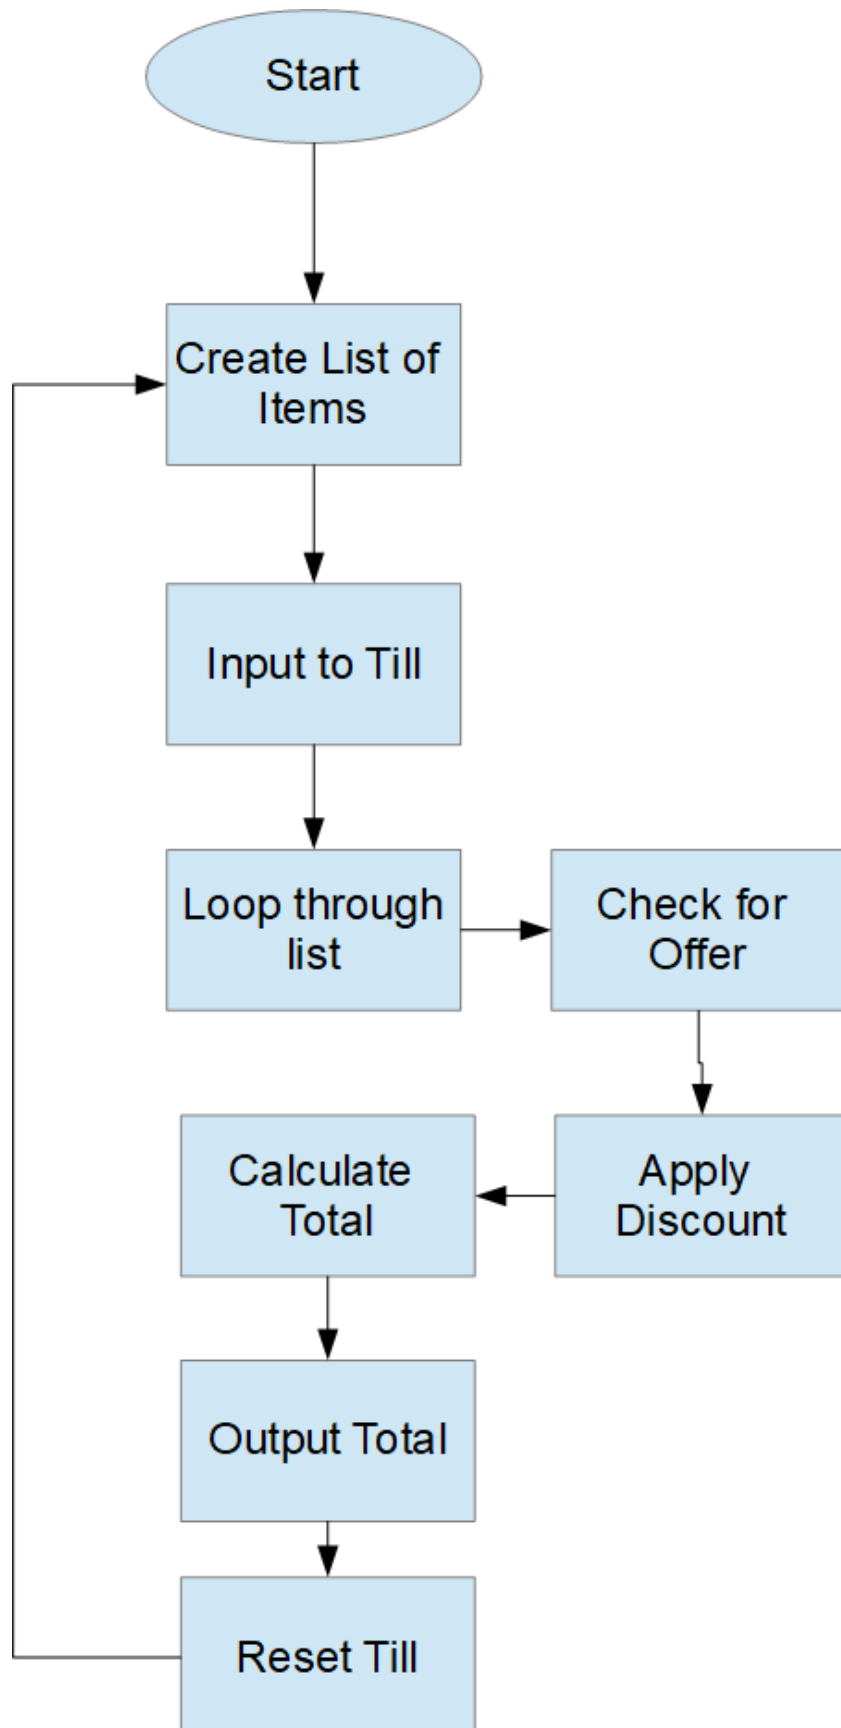 Start
Create List of
Items
Input to Till
Loop through
list
Check for
Offer
Apply
Discount
Calculate
Total
Output Total
Reset Till